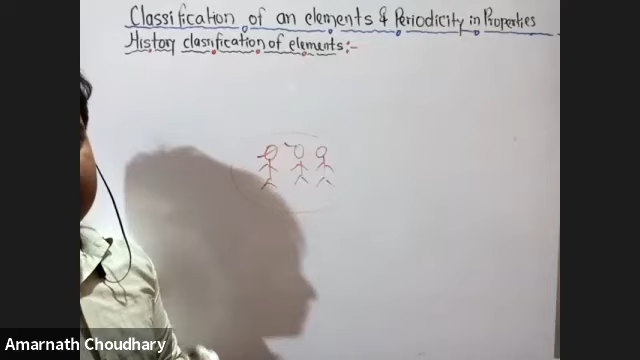 Classification of an elements & Periodicity in Properties
History classification of elements:-
Amarnath Choudhary